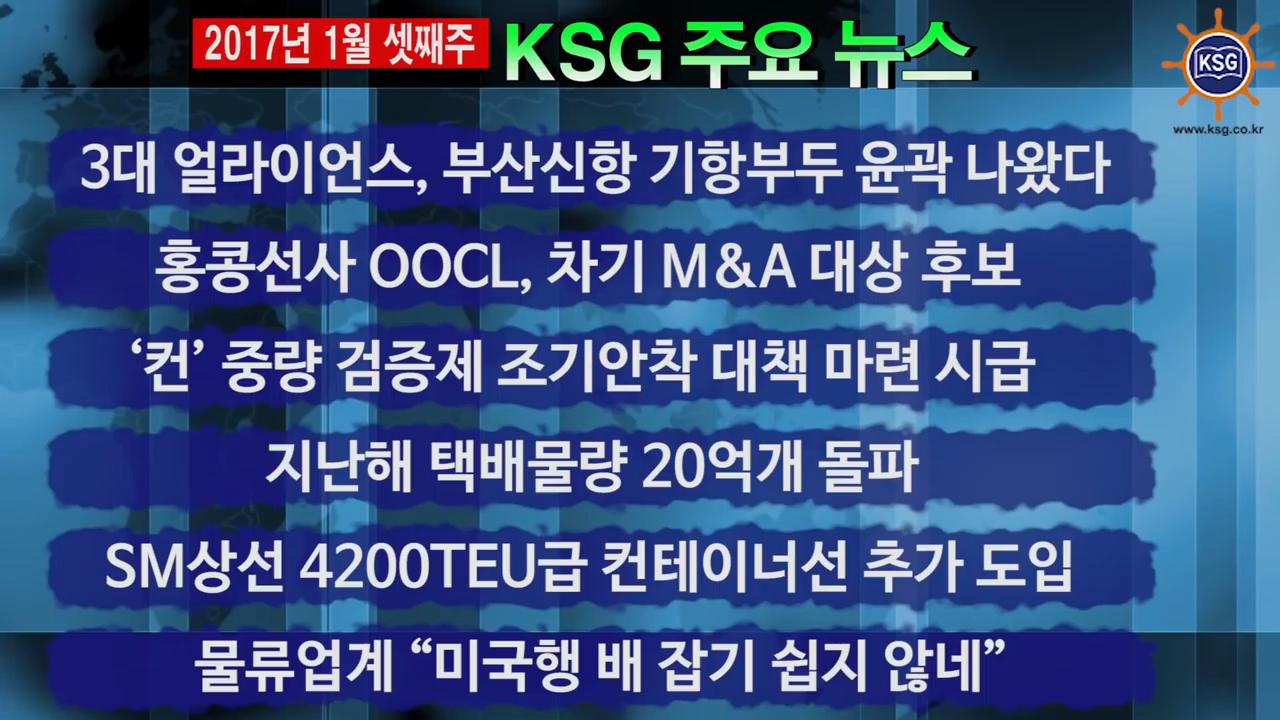 2017년 1월 셋째주 KSG 주요 뉴스
KSG
www.ksg.co.kr
3대 얼라이언스, 부산신항 기항부두 윤곽 나왔다
홍콩선사 OOCL, 차기 M&A 대상 후보
‘컨’ 중량 검증제 조기안착 대책 마련 시급
지난해 택배물량 20억개 돌파
SM상선 4200TEU급 컨테이너선 추가 도입
물류업계 “미국행 배 잡기 쉽지 않네”